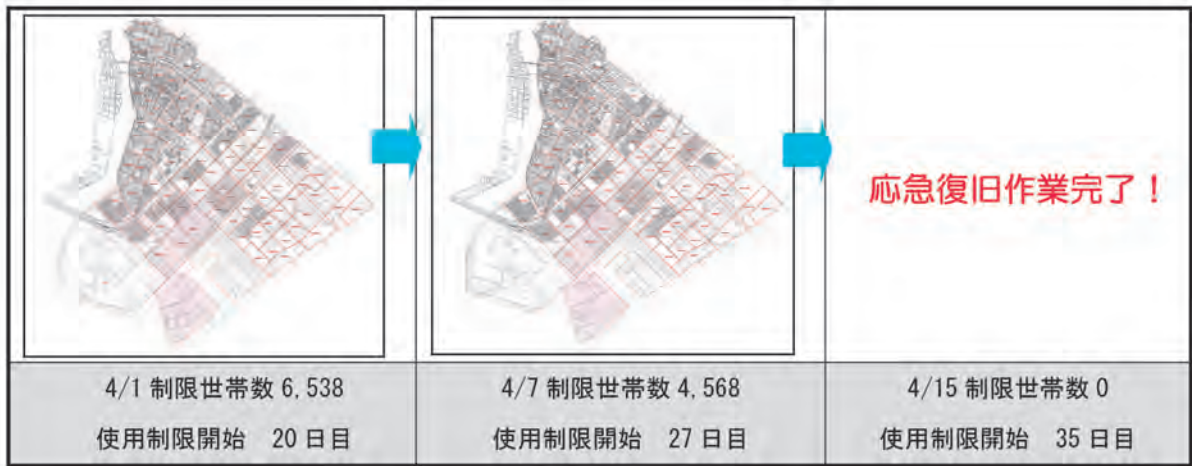 応急復旧作業完了！
4/1 制限世帯数 6,538
使用制限開始　20 日目
4/7 制限世帯数 4,568
使用制限開始　27 日目
4/15 制限世帯数 0
使用制限開始　35 日目